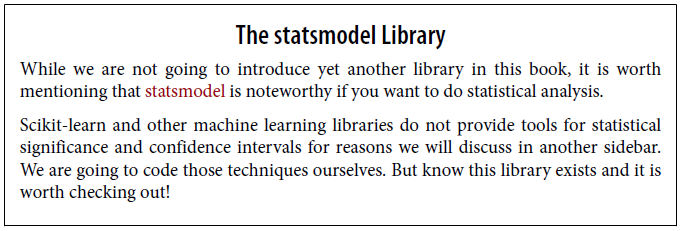 The statsmodel Library
While we are not going to introduce yet another library in this book, it is worth
mentioning that statsmodel is noteworthy if you want to do statistical analysis.
Scikit-learn and other machine learning libraries do not provide tools for statistical
significance and confidence intervals for reasons we will discuss in another sidebar.
We are going to code those techniques ourselves. But know this library exists and it is
worth checking out!